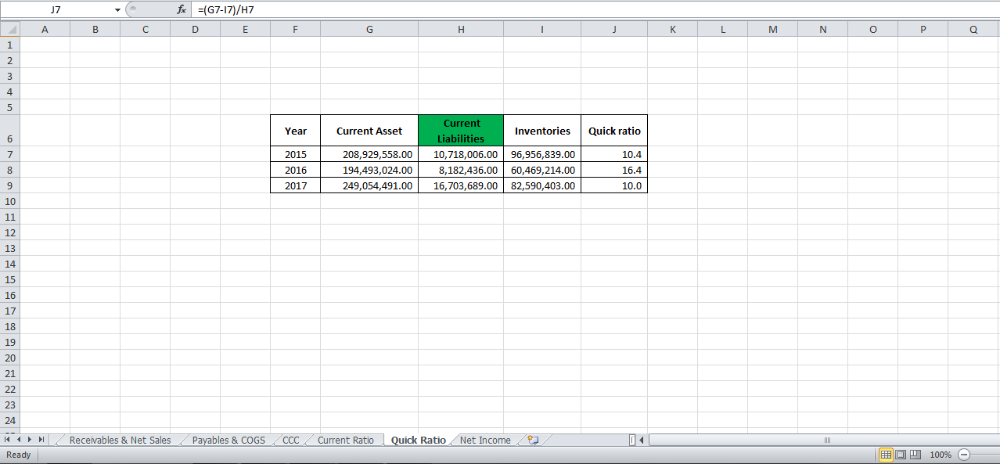 J7 fx =(G7-I7)/H7
A B C D E F G H I J K L M N O P Q
1
2
3
4
5
6 Year Current Asset Current Liabilities Inventories Quick ratio
7 2015 208,929,558.00 10,718,006.00 96,956,839.00 10.4
8 2016 194,493,024.00 8,182,436.00 60,469,214.00 16.4
9 2017 249,054,491.00 16,703,689.00 82,590,403.00 10.0
10
11
12
13
14
15
16
17
18
19
20
21
22
23
24
Receivables & Net Sales Payables & COGS CCC Current Ratio Quick Ratio Net Income
Ready 100%